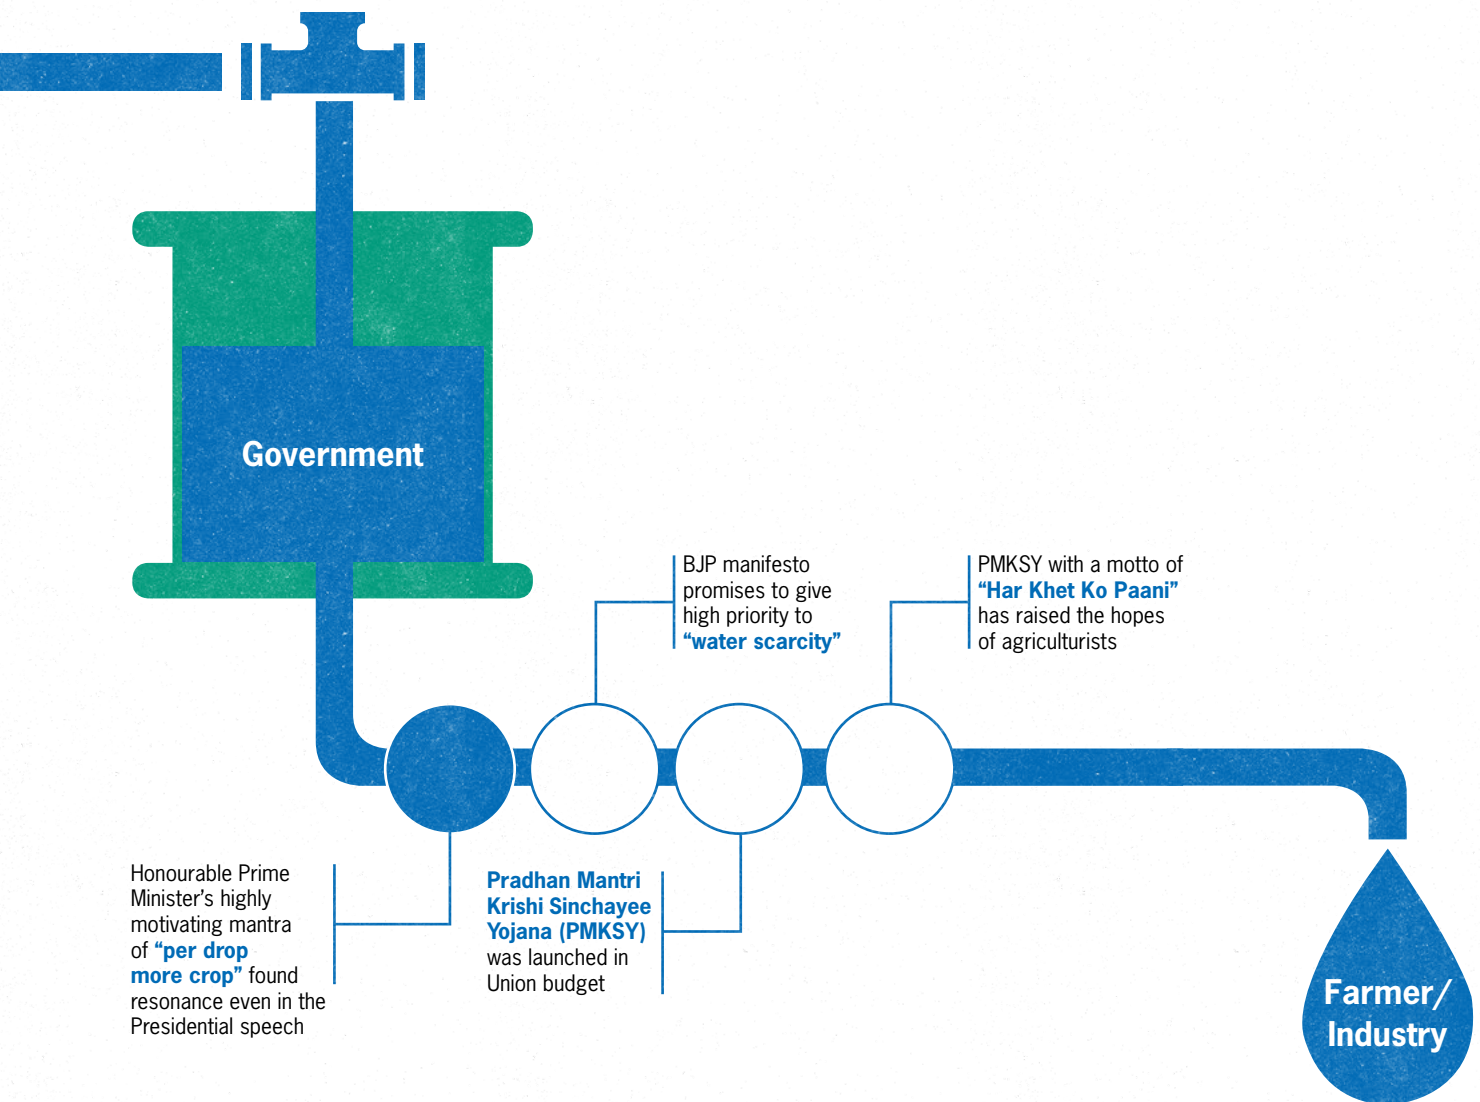 Government
BJP manifesto
promises to give
high priority to
“water scarcity”
PMKSY with a motto of
“Har Khet Ko Paani”
has raised the hopes
of agriculturists
Honourable Prime
Minister’s highly
motivating mantra
of “per drop
more crop” found
resonance even in the
Presidential speech
Pradhan Mantri
Krishi Sinchayee
Yojana (PMKSY)
was launched in
Union budget
Farmer/
Industry